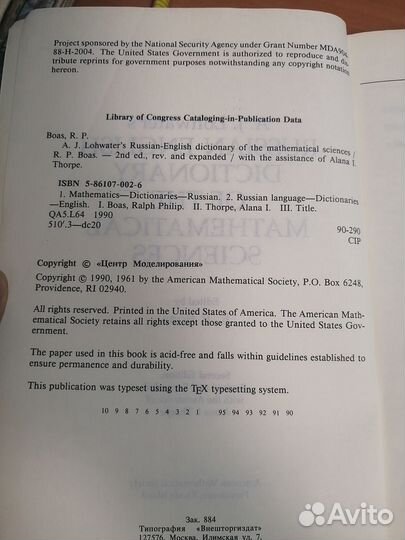 Project sponsored by the National Security Agency under Grant Number MDA904-
88-H-2004. The United States Government is authorized to reproduce and dis-
tribute reprints for government purposes notwithstanding any copyright notation
hereon.
Library of Congress Cataloging-in-Publication Data
Boas, R. P.
A. J. Lohwater's Russian-English dictionary of the mathematical sciences /
R. P. Boas. — 2nd ed., rev. and expanded / with the assistance of Alana I.
Thorpe.
ISBN 5-86107-002-6
1. Mathematics—Dictionaries—Russian. 2. Russian language—Dictionaries
—English. I. Boas, Ralph Philip. II. Thorpe, Alana I. III. Title.
QA5.L64 1990
510'.3—dc20 90-290
CIP
Copyright © «Центр Моделирования»
Copyright © 1990, 1961 by the American Mathematical Society, P.O. Box 6248,
Providence, RI 02940.
All rights reserved. Printed in the United States of America. The American Math-
ematical Society retains all rights except those granted to the United States Gov-
ernment.
The paper used in this book is acid-free and falls within guidelines established to
ensure permanence and durability.
This publication was typeset using the TEX typesetting system.
10 9 8 7 6 5 4 3 2 1 95 94 93 92 91 90
Зак. 884
Типография «Внешторгиздат»
127576, Москва, Илимская ул. 7.
Avito